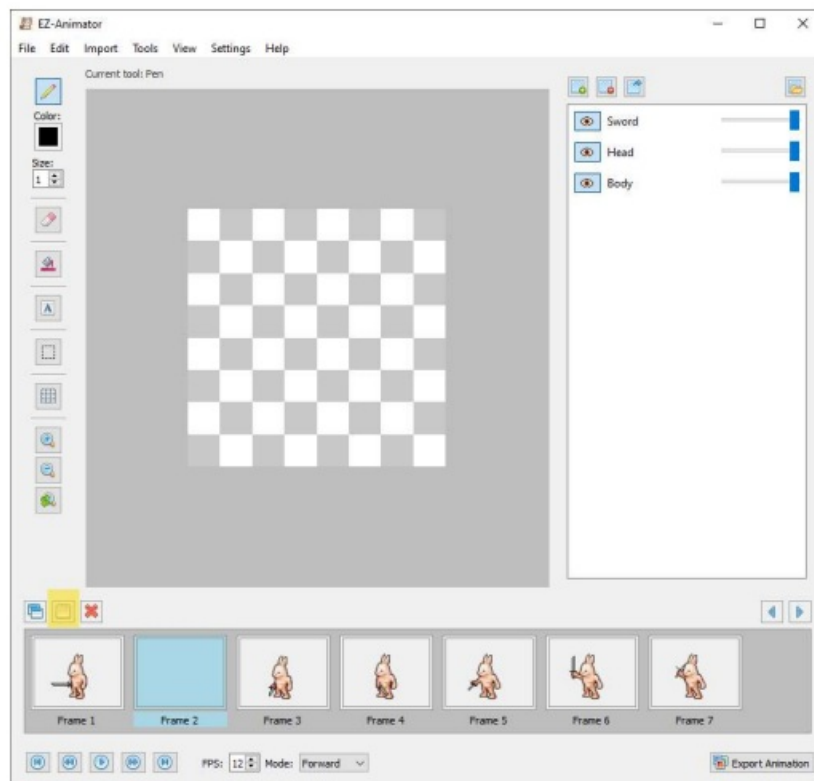 EZ-Animator
File Edit Import Tools View Settings Help
Current tool: Pen
Color:
Size:
1
A
Sword
Head
Body
Frame 1 Frame 2 Frame 3 Frame 4 Frame 5 Frame 6 Frame 7
FPS: 12 Mode: Forward Export Animation